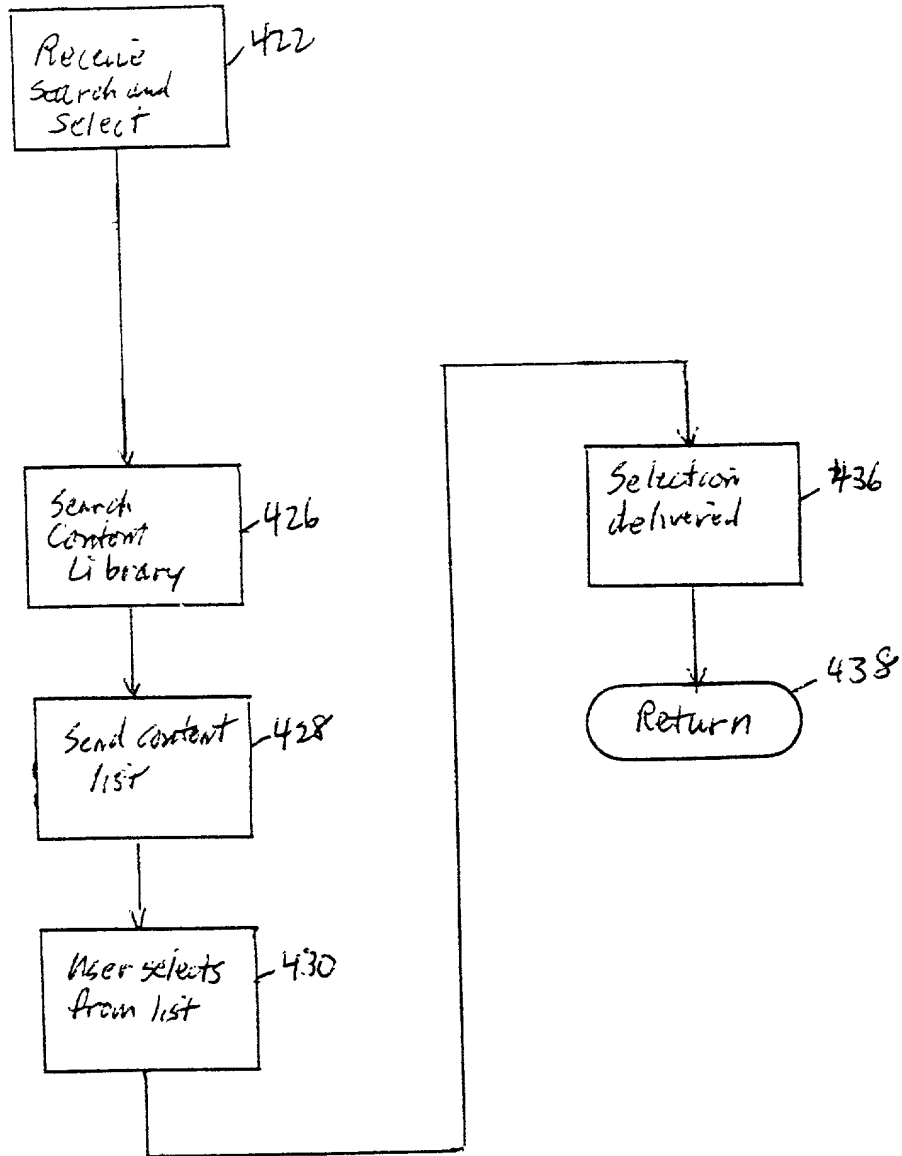 Receive
Search and
Select
422
Search
Content
Library
426
Send content
list
428
User selects
from list
430
Selection
delivered
436
Return
438